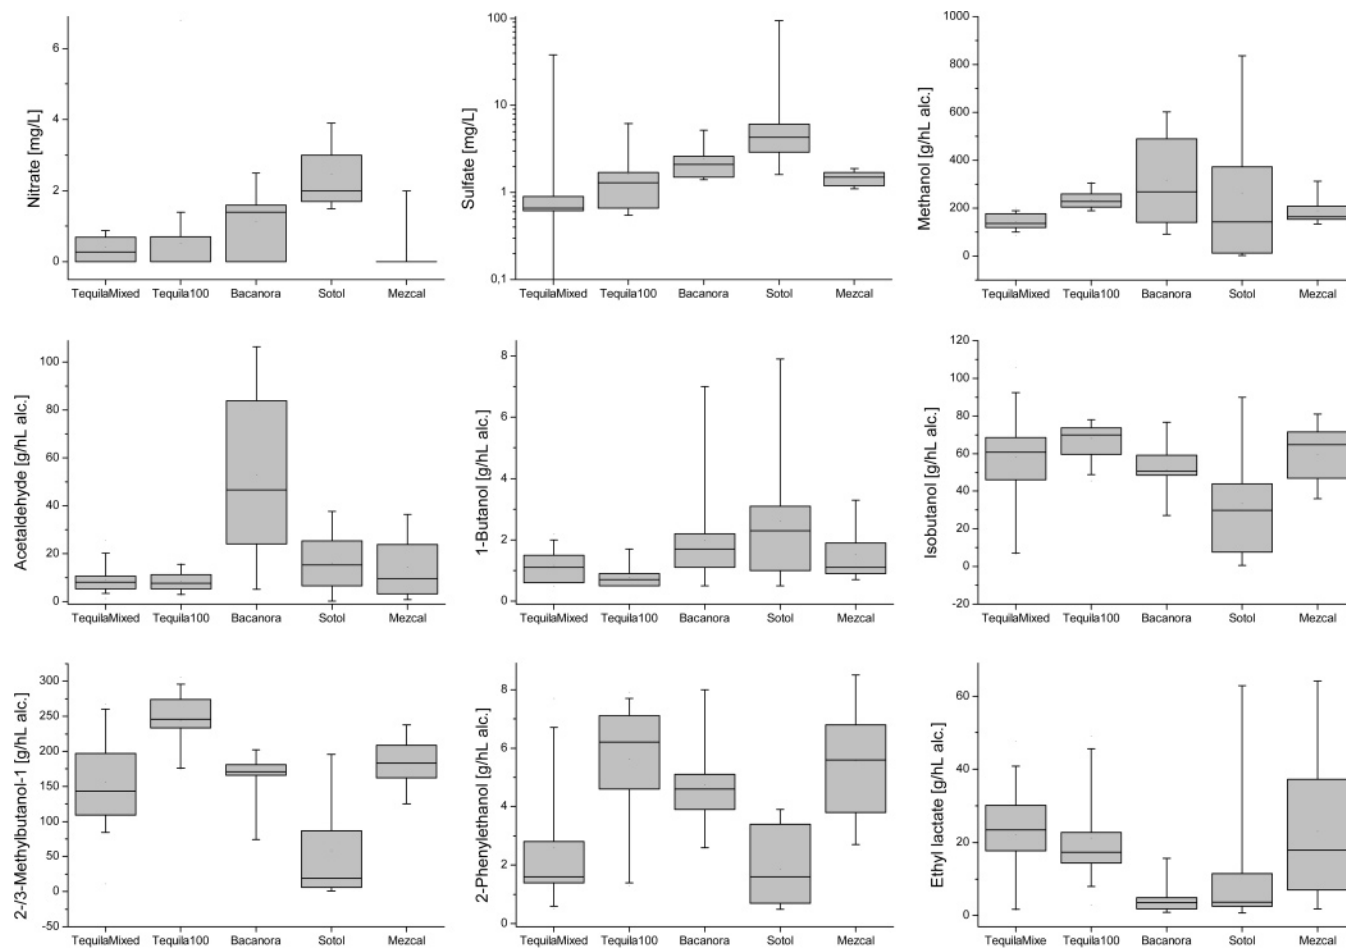 Nitrate [mg/L]
6
4
2
0
TequilaMixed Tequila100 Bacanora Sotol Mezcal
Sulfate [mg/L]
100
10
1
0,1
TequilaMixed Tequila100 Bacanora Sotol Mezcal
Methanol [g/hL alc.]
1000
800
600
400
200
0
TequilaMixed Tequila100 Bacanora Sotol Mezcal
Acetaldehyde [g/hL alc.]
100
80
60
40
20
0
TequilaMixed Tequila100 Bacanora Sotol Mezcal
1-Butanol [g/hL alc.]
8
6
4
2
0
TequilaMixed Tequila100 Bacanora Sotol Mezcal
Isobutanol [g/hL alc.]
120
100
80
60
40
20
0
-20
TequilaMixed Tequila100 Bacanora Sotol Mezcal
2-/3-Methylbutanol-1 [g/hL alc.]
300
250
200
150
100
50
0
-50
TequilaMixed Tequila100 Bacanora Sotol Mezcal
2-Phenylethanol [g/hL alc.]
8
6
4
2
0
TequilaMixed Tequila100 Bacanora Sotol Mezcal
Ethyl lactate [g/hL alc.]
60
40
20
0
TequilaMixe Tequila100 Bacanora Sotol Mezcal